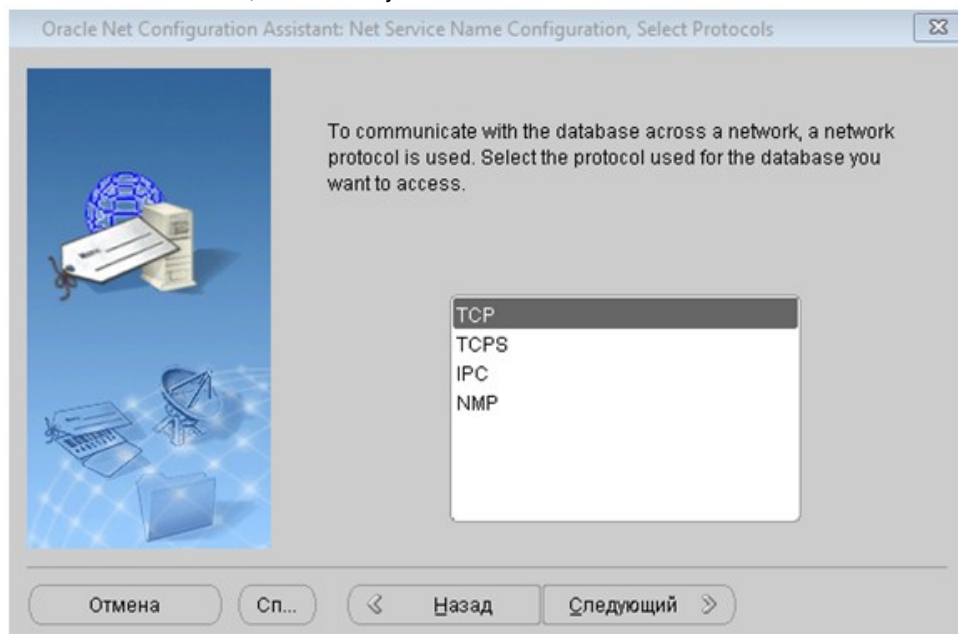 Oracle Net Configuration Assistant: Net Service Name Configuration, Select Protocols
To communicate with the database across a network, a network
protocol is used. Select the protocol used for the database you
want to access.
TCP
TCPS
IPC
NMP
Отмена
Сп...
Назад
Следующий